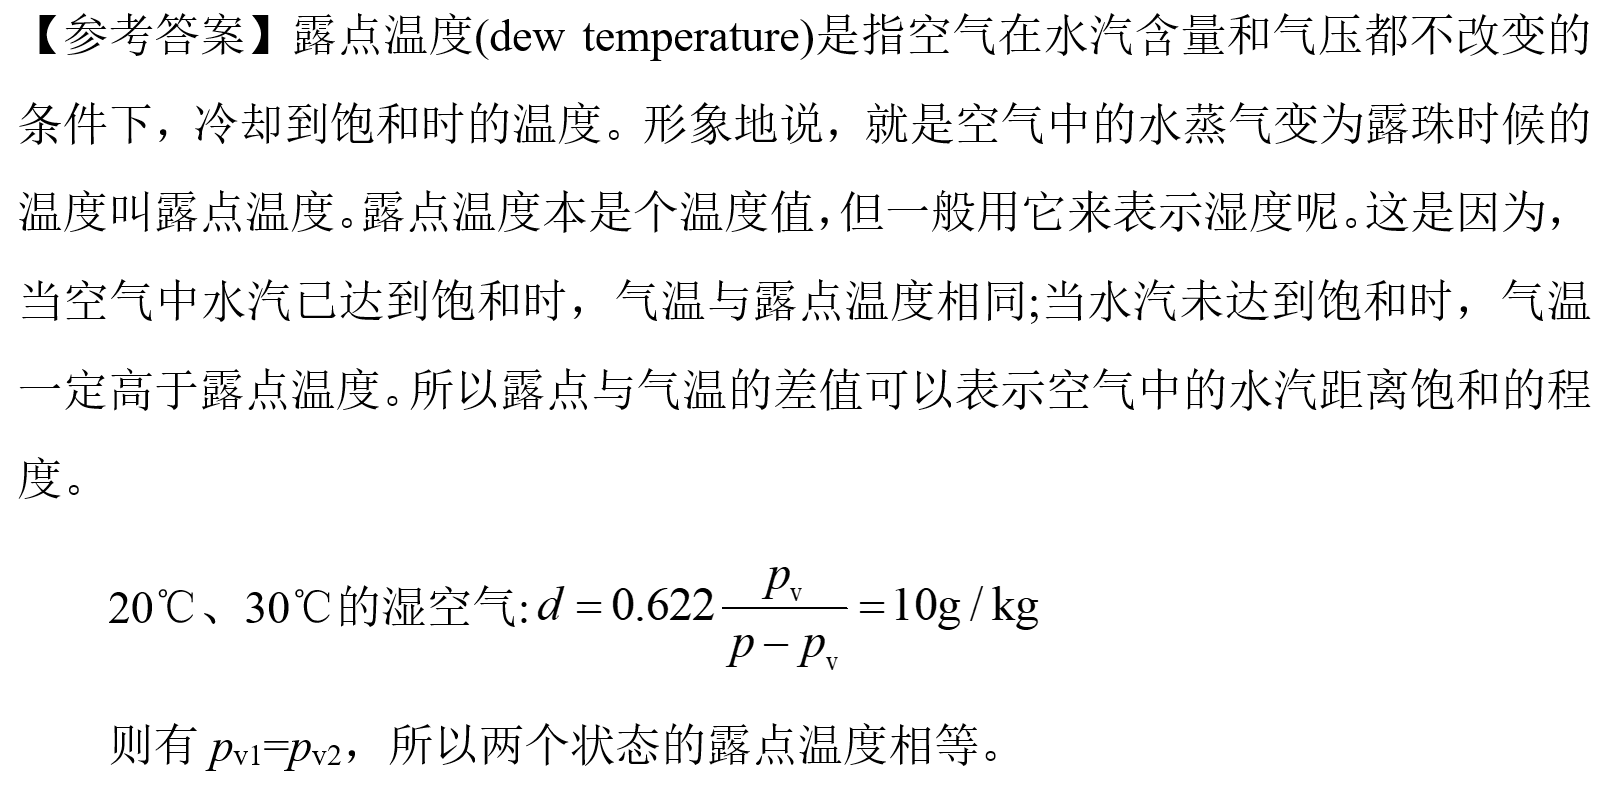 【参考答案】露点温度(dew temperature)是指空气在水汽含量和气压都不改变的
条件下，冷却到饱和时的温度。形象地说，就是空气中的水蒸气变为露珠时候的
温度叫露点温度。露点温度本是个温度值，但一般用它来表示湿度呢。这是因为，
当空气中水汽已达到饱和时，气温与露点温度相同;当水汽未达到饱和时，气温
一定高于露点温度。所以露点与气温的差值可以表示空气中的水汽距离饱和的程
度。
20℃、30℃的湿空气:d = 0.622 p_v / (p − p_v) = 10g / kg
则有 p_v1=p_v2，所以两个状态的露点温度相等。